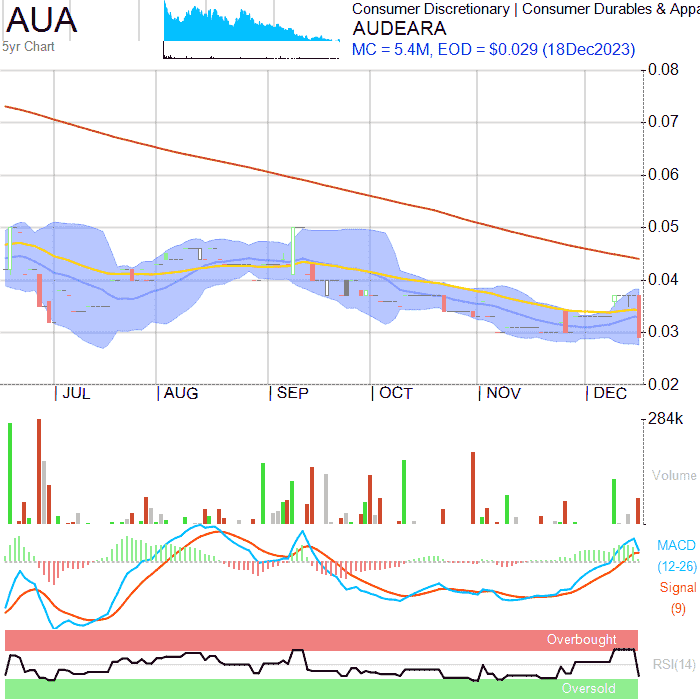 AUA
5yr Chart
Consumer Discretionary | Consumer Durables & Appa
AUDEARA
MC = 5.4M, EOD = $0.029 (18Dec2023)
0.08
0.07
0.06
0.05
0.04
0.03
0.02
JUL AUG SEP OCT NOV DEC
284k
Volume
MACD
(12-26)
Signal
(9)
Overbought
RSI(14)
Oversold